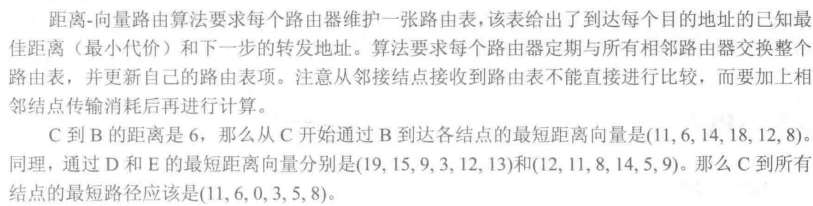 距离-向量路由算法要求每个路由器维护一张路由表，该表给出了到达每个目的地址的已知最
佳距离（最小代价）和下一步的转发地址。算法要求每个路由器定期与所有相邻路由器交换整个
路由表，并更新自己的路由表项。注意从邻接结点接收到路由表不能直接进行比较，而要加上相
邻结点传输消耗后再进行计算。
C 到 B 的距离是 6，那么从 C 开始通过 B 到达各结点的最短距离向量是(11, 6, 14, 18, 12, 8)。
同理，通过 D 和 E 的最短距离向量分别是(19, 15, 9, 3, 12, 13)和(12, 11, 8, 14, 5, 9)。那么 C 到所有
结点的最短路径应该是(11, 6, 0, 3, 5, 8)。